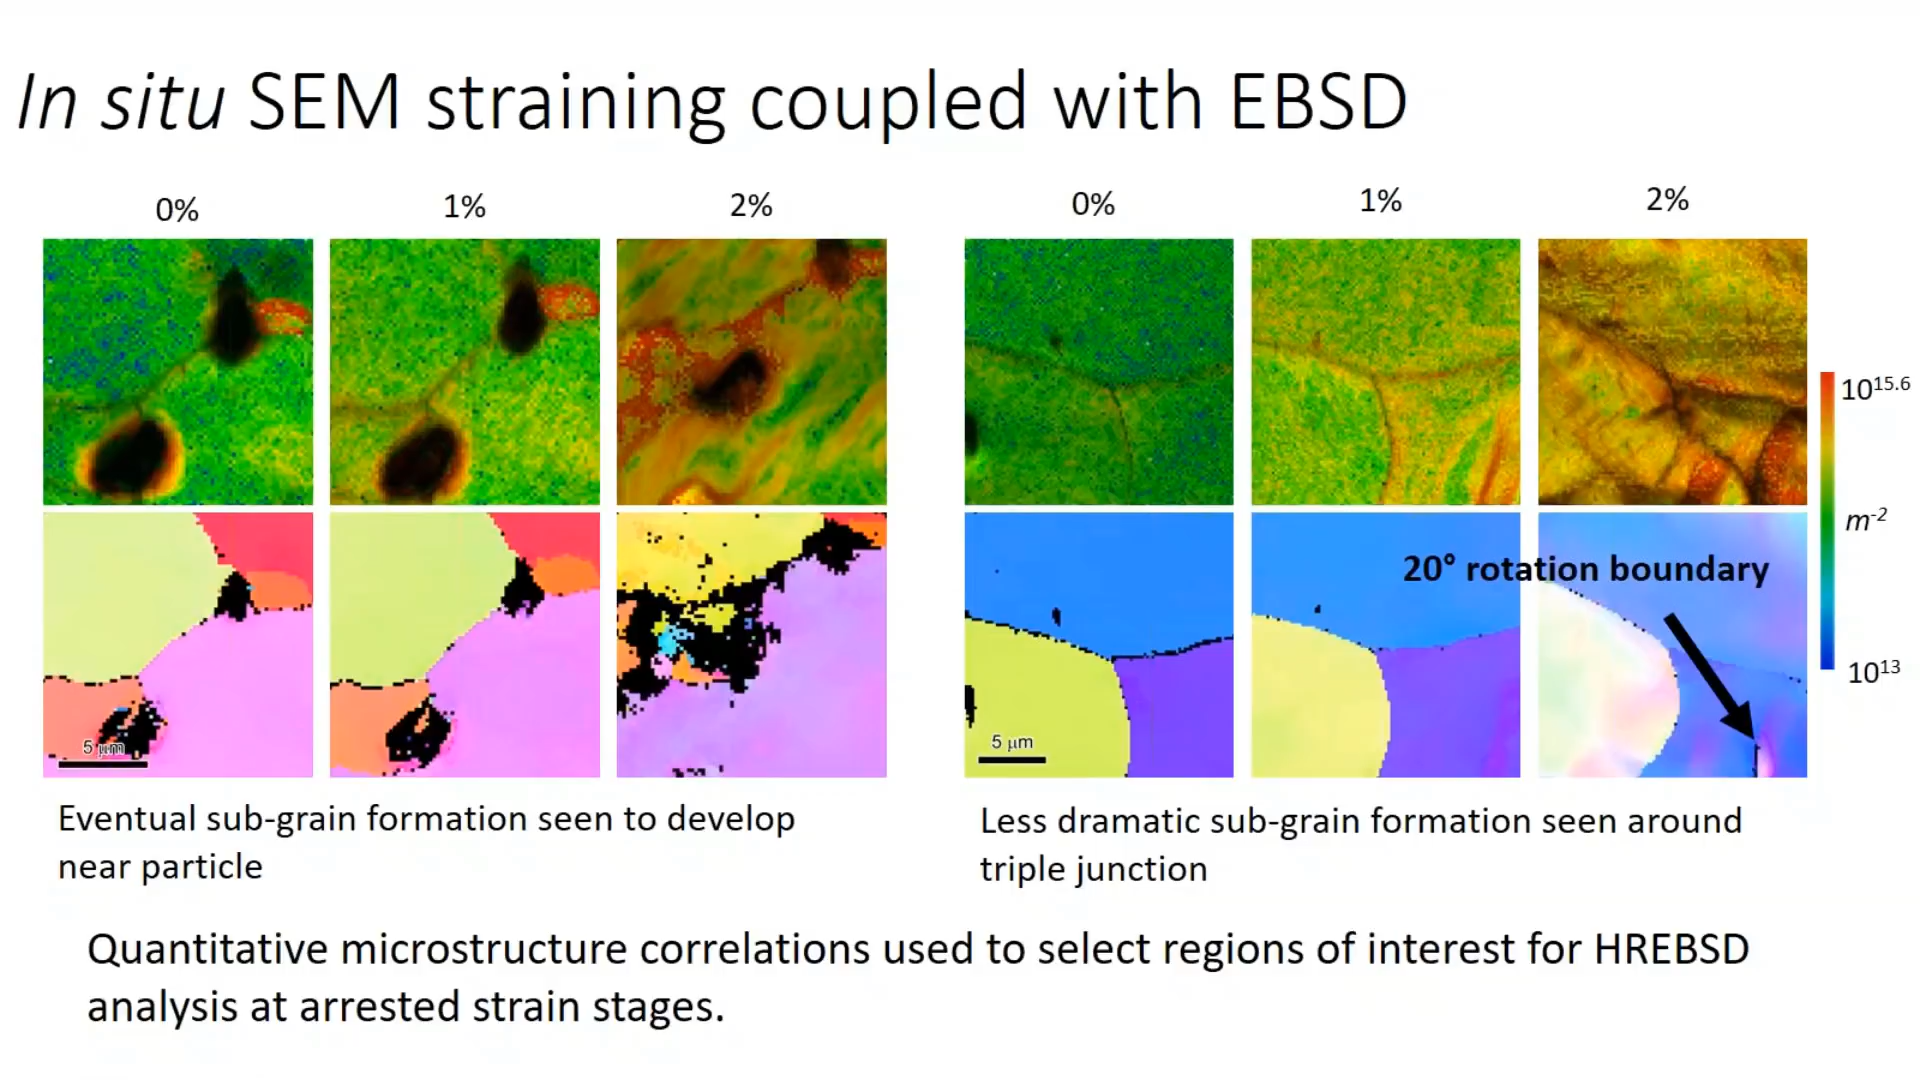 In situ SEM straining coupled with EBSD
0%
1%
2%
0%
1%
2%
10^15.6
m^-2
10^13
20° rotation boundary
5 μm
5 μm
Eventual sub-grain formation seen to develop
near particle
Less dramatic sub-grain formation seen around
triple junction
Quantitative microstructure correlations used to select regions of interest for HREBSD
analysis at arrested strain stages.